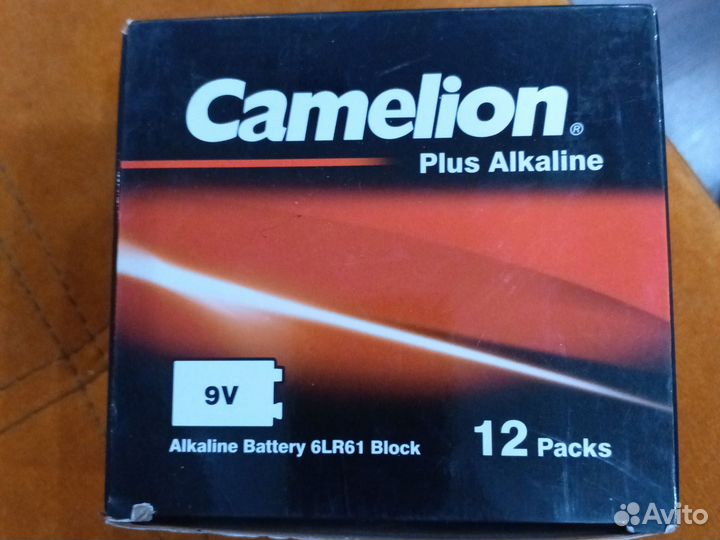 Camelion®
Plus Alkaline
9V
Alkaline Battery 6LR61 Block
12 Packs
Avito